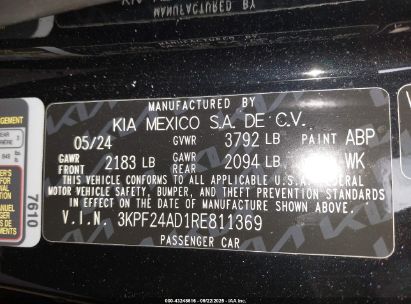 MANUFACTURED BY
KIA MEXICO S.A. DE C.V.
05/24 GVWR 3792 LB PAINT ABP
GAWR FRONT 2183 LB GAWR 2094 LB WK
THIS VEHICLE CONFORMS TO ALL APPLICABLE U.S. FEDERAL
MOTOR VEHICLE SAFETY, BUMPER, AND THEFT PREVENTION STANDARDS
IN EFFECT ON THE DATE OF MANUFACTURE SHOWN ABOVE.
V.I.N. 3KPF24AD1RE811369
PASSENGER CAR
7610